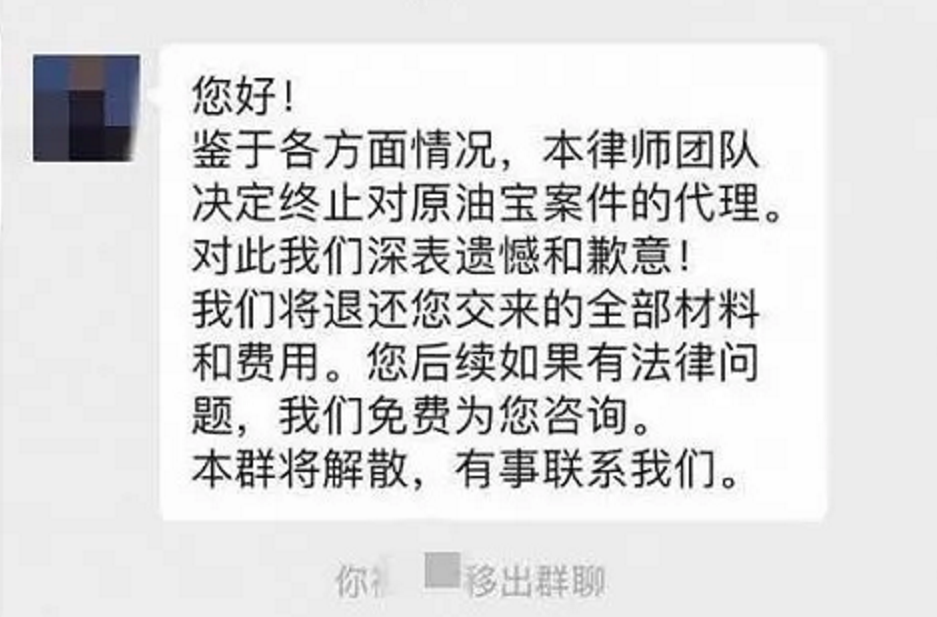 您好！
鉴于各方面情况，本律师团队
决定终止对原油宝案件的代理。
对此我们深表遗憾和歉意！
我们将退还您交来的全部材料
和费用。您后续如果有法律问
题，我们免费为您咨询。
本群将解散，有事联系我们。
你 移出群聊